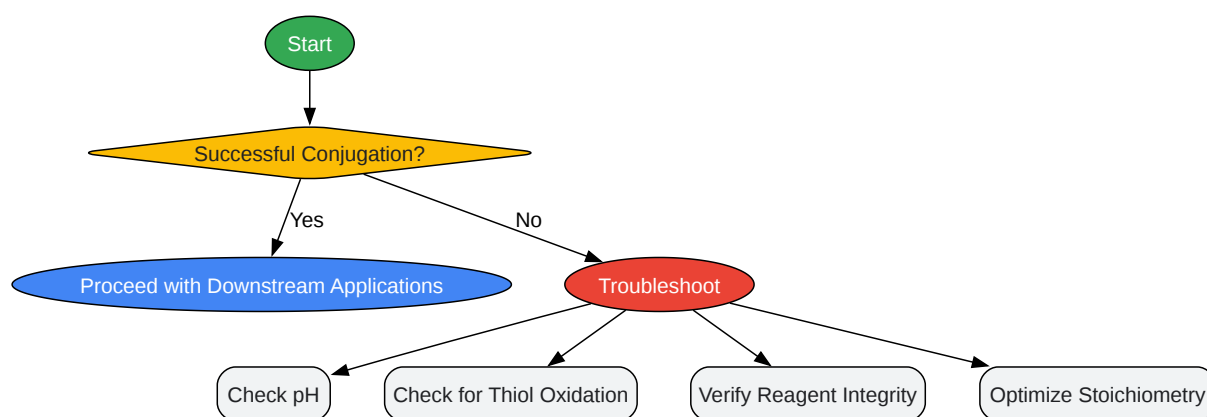 Start
Successful Conjugation?
Yes
No
Proceed with Downstream Applications
Troubleshoot
Check pH
Check for Thiol Oxidation
Verify Reagent Integrity
Optimize Stoichiometry